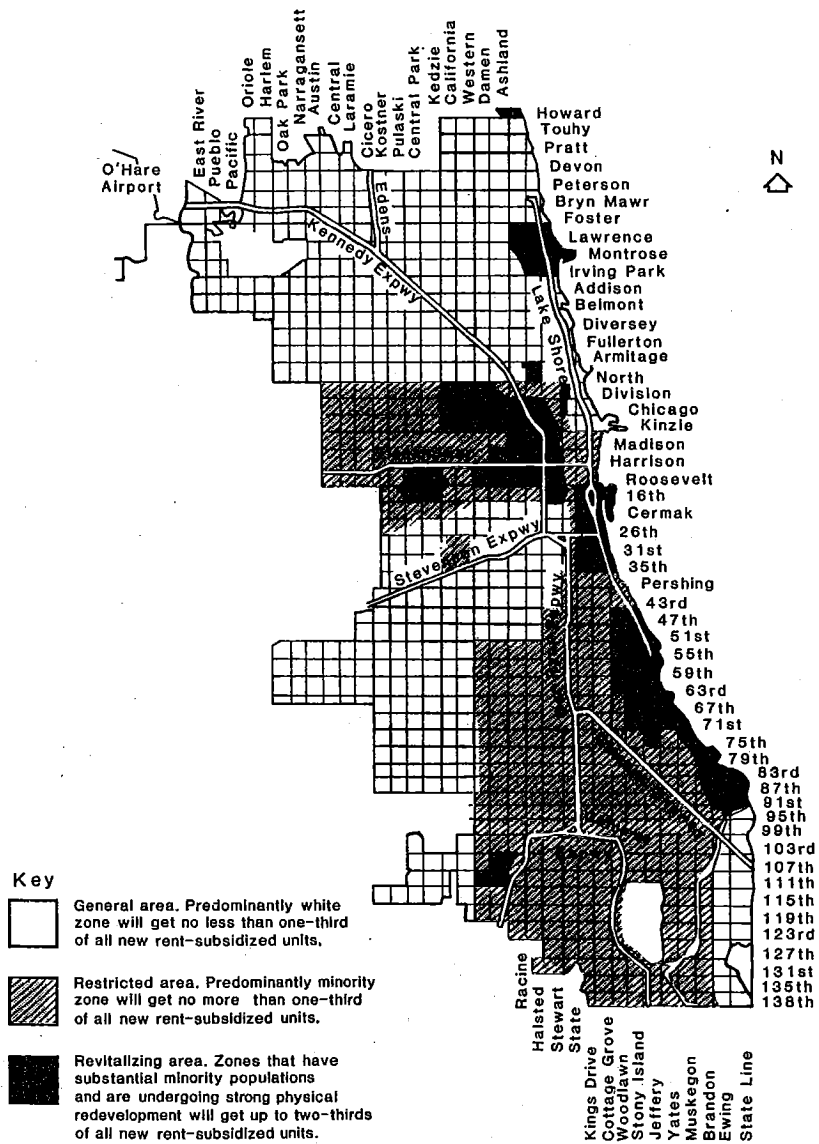 Oriole
Harlem
Oak Park
Narragansett
Austin
Central
Laramie
Cicero
Kostner
Pulaski
Central Park
Kedzie
California
Western
Damen
Ashland
East River
Pueblo
Pacific
O'Hare
Airport
Howard
Touhy
Pratt
Devon
Peterson
Bryn Mawr
Foster
Lawrence
Montrose
Irving Park
Addison
Belmont
Diversey
Fullerton
Armitage
North
Division
Chicago
Kinzie
Madison
Harrison
Roosevelt
16th
Cermak
26th
31st
35th
Pershing
43rd
47th
51st
55th
59th
63rd
67th
71st
75th
79th
83rd
87th
91st
95th
99th
103rd
107th
111th
115th
119th
123rd
127th
131st
135th
138th
N
Edens
Kennedy Expwy
Lake Shore
Stevenson Expwy
Expwy
Key
General area. Predominantly white
zone will get no less than one-third
of all new rent-subsidized units.
Restricted area. Predominantly minority
zone will get no more than one-third
of all new rent-subsidized units.
Revitalizing area. Zones that have
substantial minority populations
and are undergoing strong physical
redevelopment will get up to two-thirds
of all new rent-subsidized units.
Racine
Halsted
Stewart
State
Kings Drive
Cottage Grove
Woodlawn
Stony Island
Jeffery
Yates
Muskegon
Brandon
Ewing
State Line